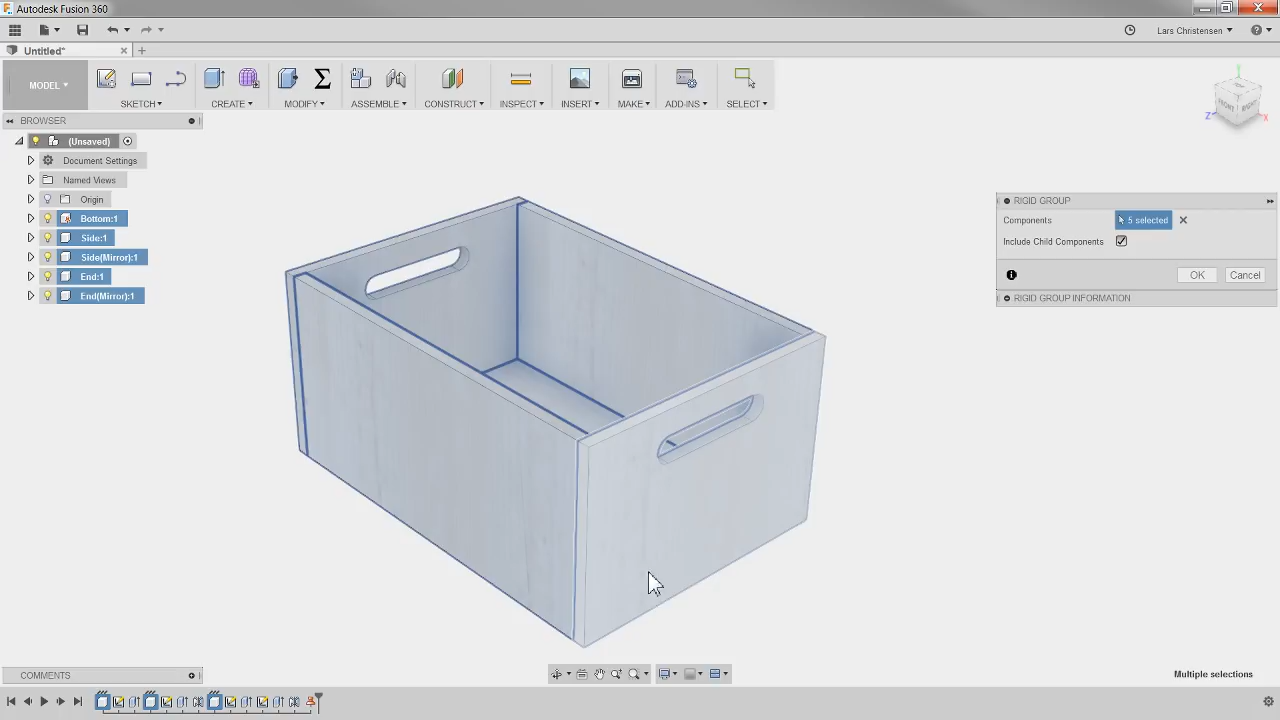 Autodesk Fusion 360
Lars Christensen
Untitled*
MODEL
SKETCH
CREATE
MODIFY
ASSEMBLE
CONSTRUCT
INSPECT
INSERT
MAKE
ADD-INS
SELECT
FRONT
RIGHT
Z
X
BROWSER
(Unsaved)
Document Settings
Named Views
Origin
Bottom:1
Side:1
Side(Mirror):1
End:1
End(Mirror):1
RIGID GROUP
Components
5 selected
Include Child Components
OK
Cancel
RIGID GROUP INFORMATION
COMMENTS
Multiple selections